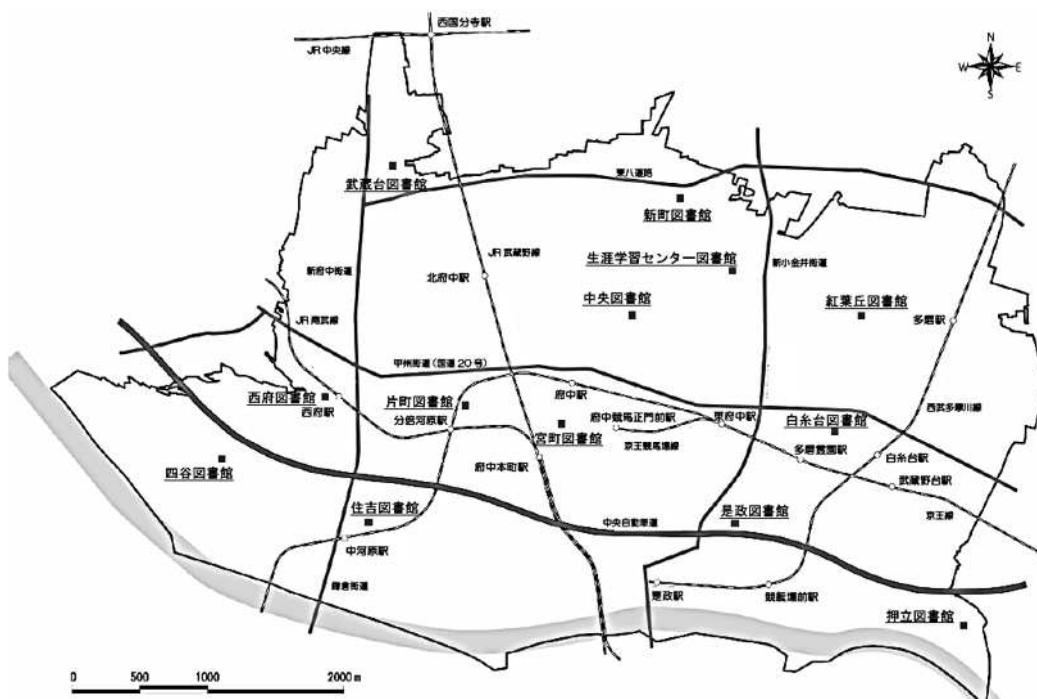 西国分寺駅
JR中央線
N
W E
S
武蔵台図書館
東八道路
新町図書館
JR武蔵野線
生涯学習センター図書館
新小金井街道
新府中街道
北府中駅
中央図書館
紅葉丘図書館
JR南武線
多磨駅
甲州街道(国道20号)
西府図書館
片町図書館
府中駅
西武多摩川線
西府駅
分倍河原駅
府中競馬正門前駅
東府中駅
白糸台図書館
宮町図書館
京王競馬場線
多磨霊園駅
白糸台駅
四谷図書館
府中本町駅
武蔵野台駅
住吉図書館
是政図書館
京王線
中央自動車道
中河原駅
鎌倉街道
是政駅
競艇場前駅
押立図書館
0 500 1000 2000 m